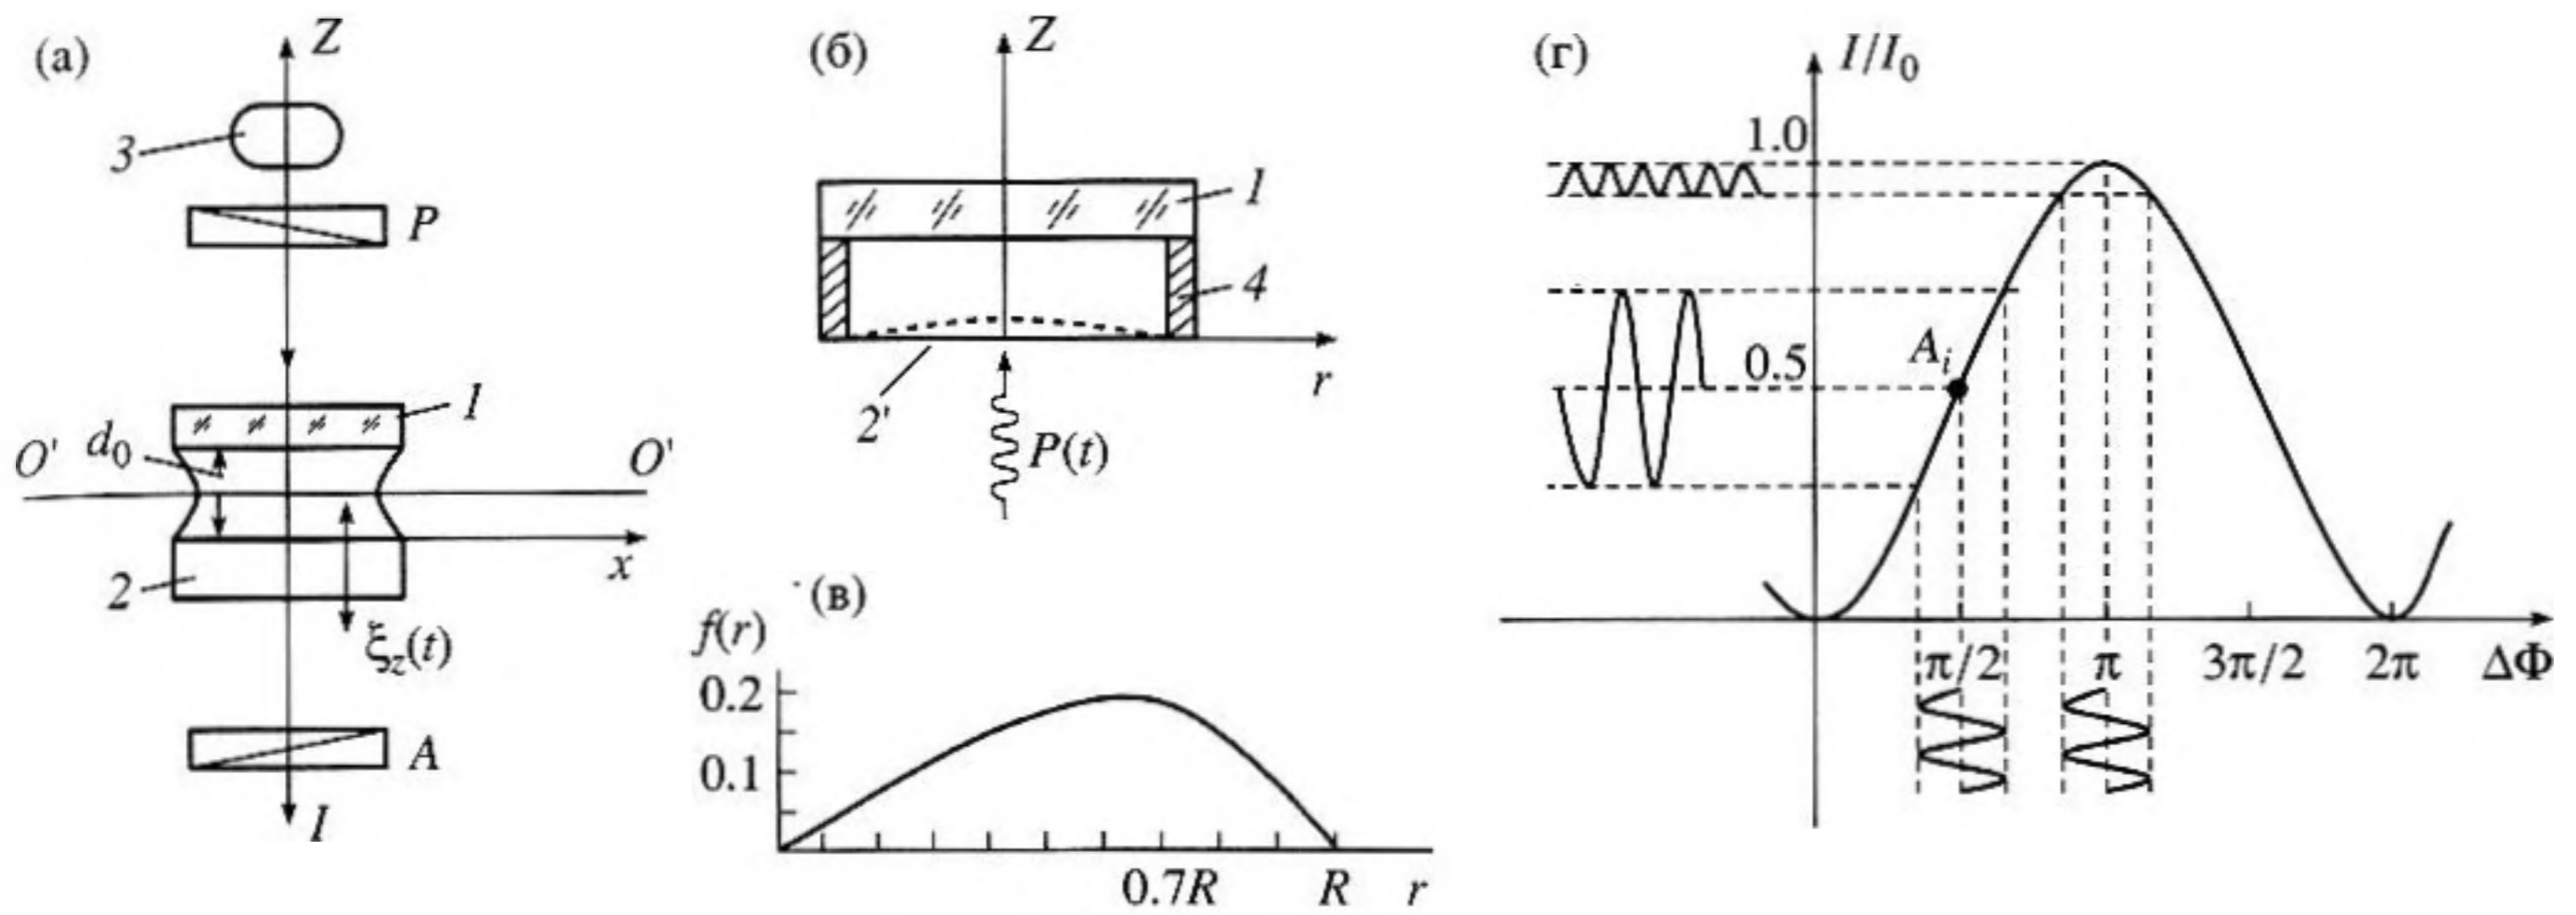 (а)
Z
3
P
1
O'
d₀
O'
x
2
ξz(t)
A
I
(б)
Z
1
4
r
2'
P(t)
(в)
f(r)
0.2
0.1
0.7R
R
r
(г)
I/I₀
1.0
Ai
0.5
π/2
π
3π/2
2π
ΔΦ